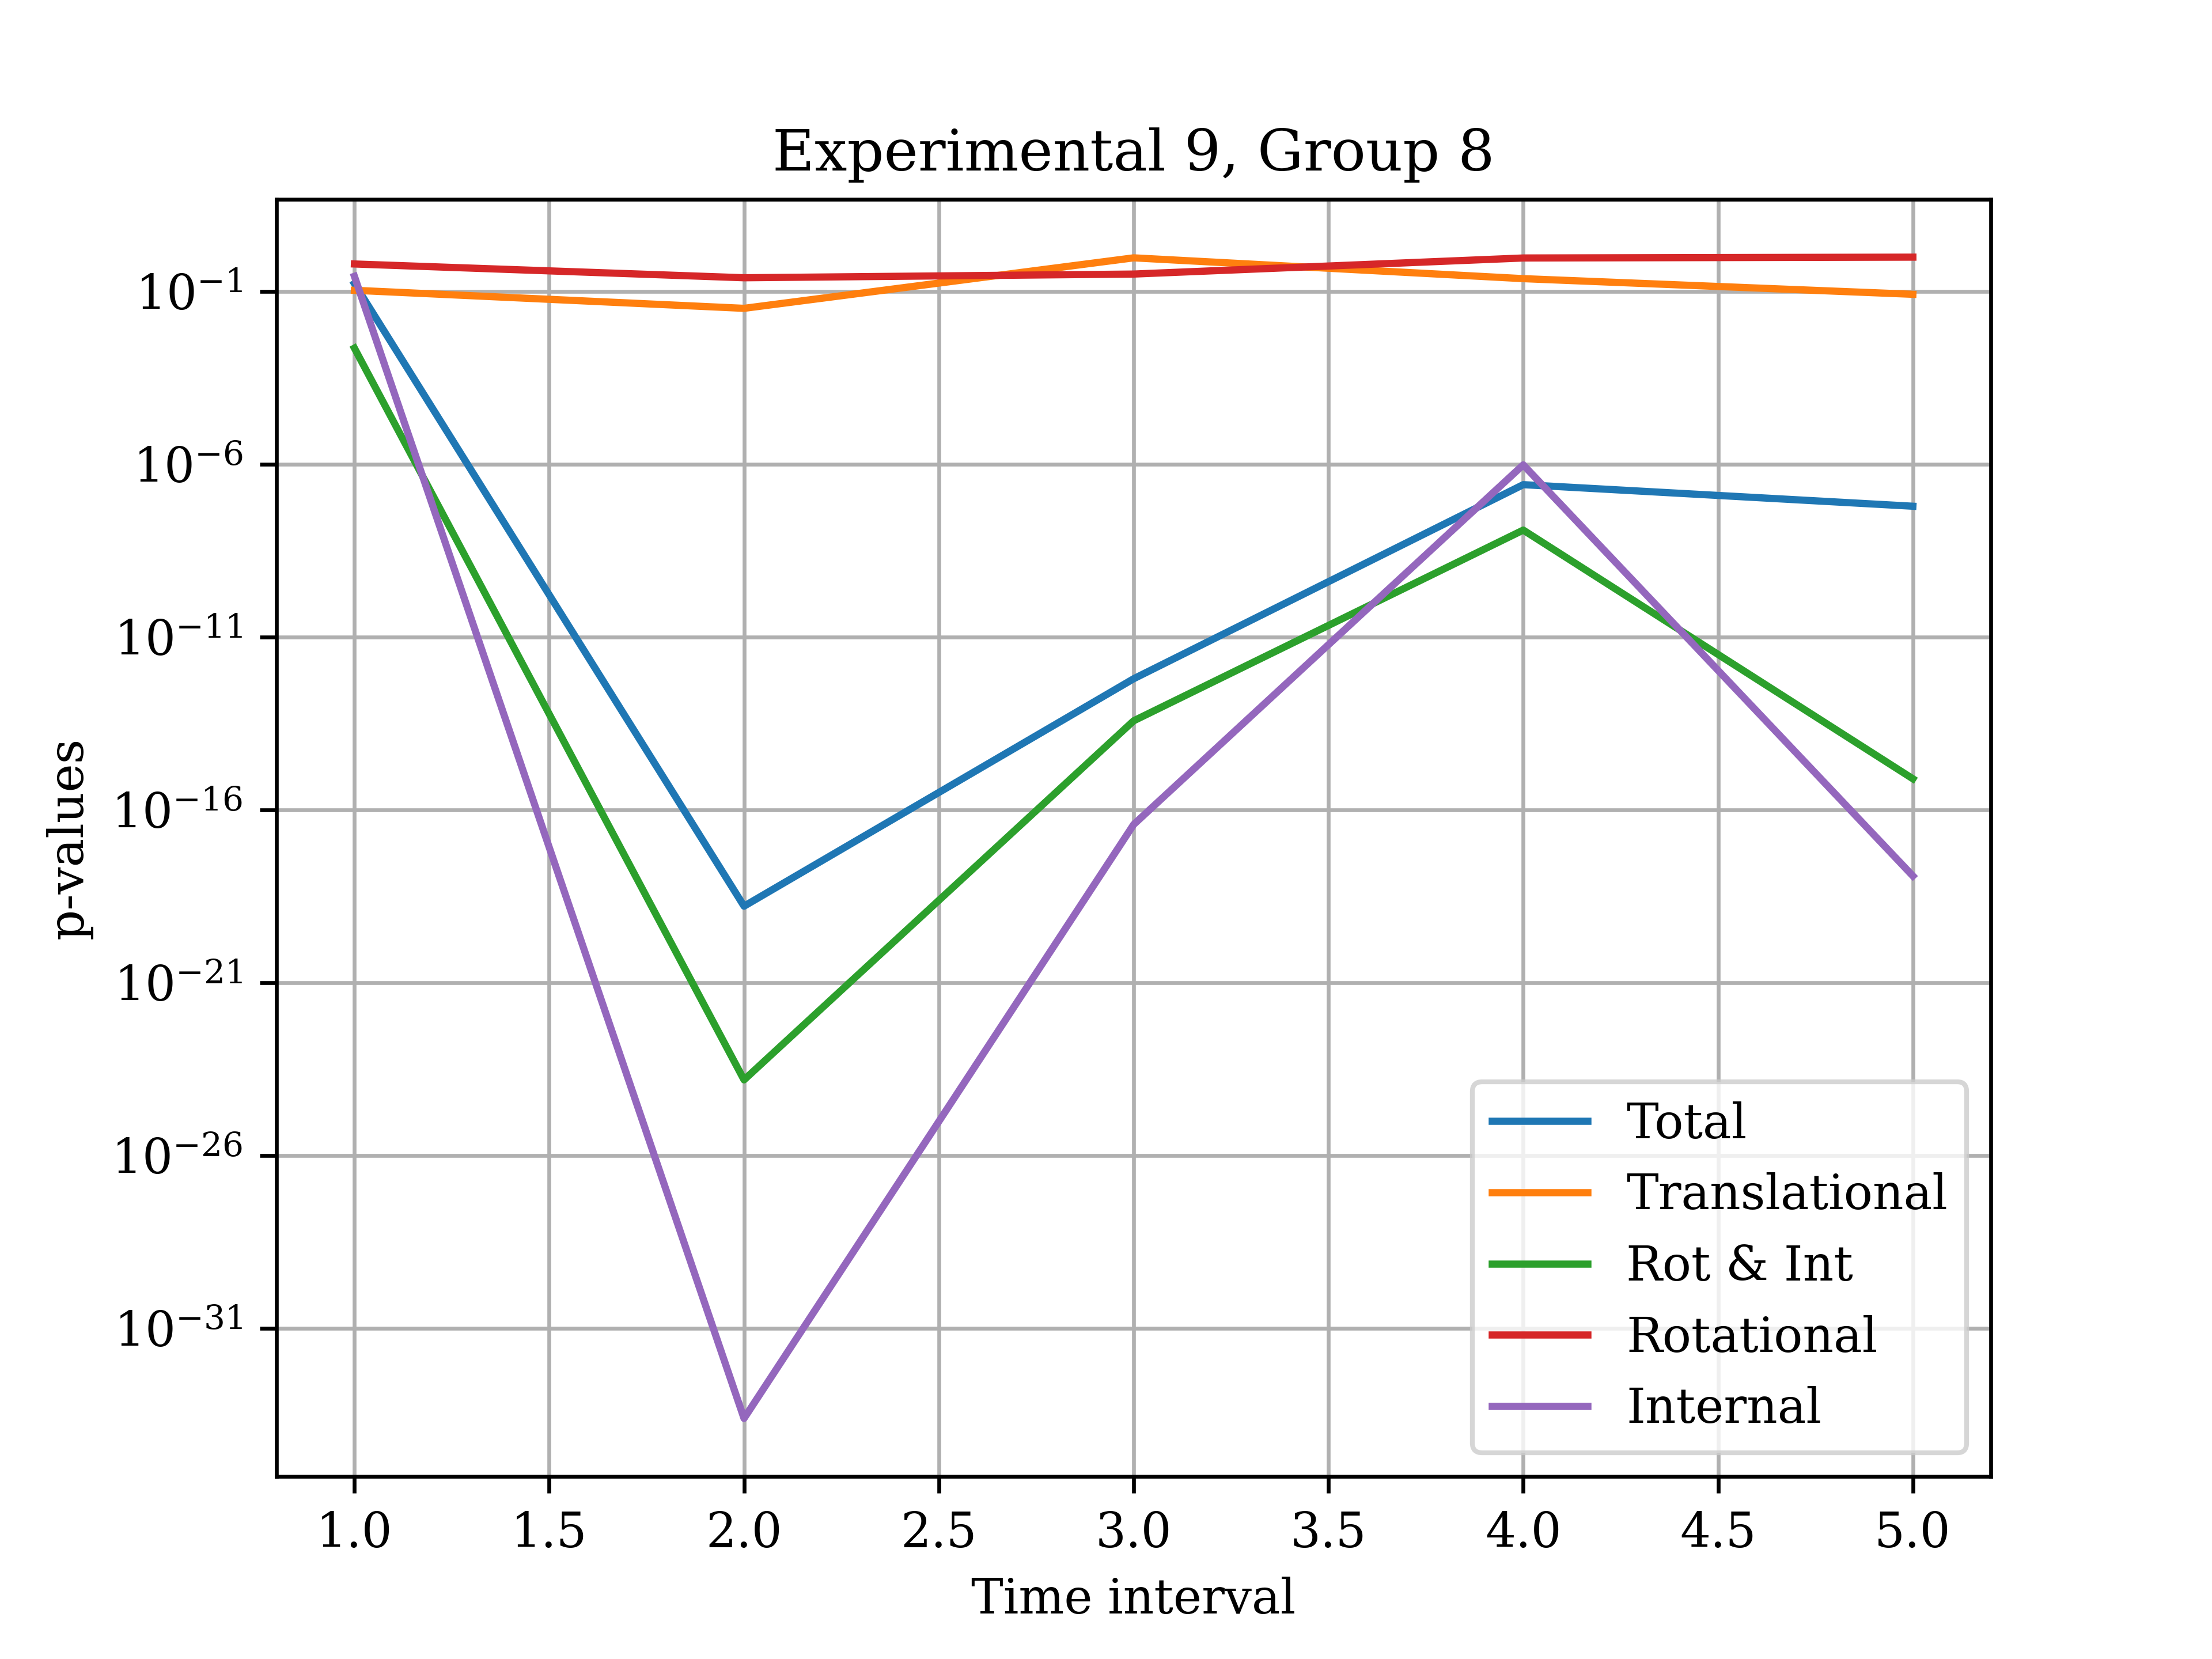 Experimental 9, Group 8
p-values
10⁻¹
10⁻⁶
10⁻¹¹
10⁻¹⁶
10⁻²¹
10⁻²⁶
10⁻³¹
Total
Translational
Rot & Int
Rotational
Internal
1.0 1.5 2.0 2.5 3.0 3.5 4.0 4.5 5.0
Time interval